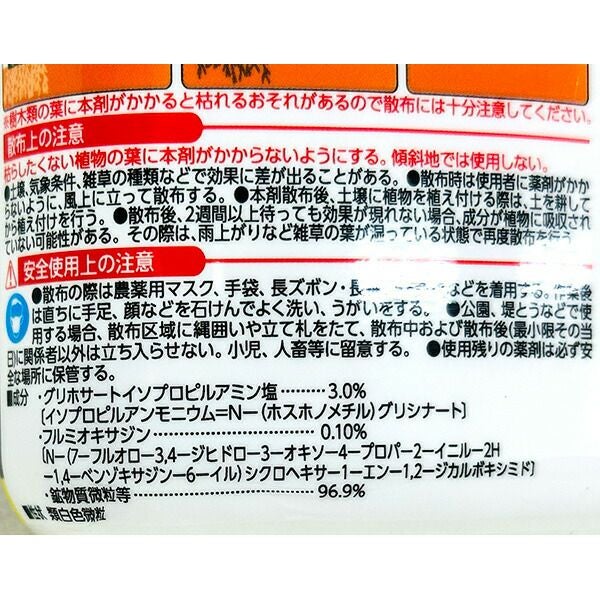 ※樹木類の葉に本剤がかかると枯れるおそれがあるので散布には十分注意してください。
散布上の注意
枯らしたくない植物の葉に本剤がかからないようにする。傾斜地では使用しない。
●土壌、気象条件、雑草の種類などで効果に差が出ることがある。●散布時は使用者に薬剤がかか
らないように、風上に立って散布する。●本剤散布後、土壌に植物を植え付ける際は、土を耕して
から植え付けを行う。●散布後、2週間以上待っても効果が現れない場合、成分が植物に吸収され
ていない可能性がある。その際は、雨上がりなど雑草の葉が湿っている状態で再度散布を行う
安全使用上の注意
●散布の際は農薬用マスク、手袋、長ズボン・長 などを着用する。作業後
は直ちに手足、顔などを石けんでよく洗い、うがいをする。●公園、堤とうなどで使
用する場合、散布区域に縄囲いや立て札をたて、散布中および散布後(最小限その当
日)に関係者以外は立ち入らせない。小児、人畜等に留意する。●使用残りの薬剤は必ず安
全な場所に保管する。
■成分
・グリホサートイソプロピルアミン塩……3.0%
〔イソプロピルアンモニウム=N-(ホスホノメチル)グリシナート〕
・フルミオキサジン……………0.10%
〔N-(7-フルオロー3,4-ジヒドロ-3-オキソ-4-プロパー2-イニルー2H
-1,4-ベンゾキサジン-6-イル)シクロヘキサー1-エン-1,2-ジカルボキシミド〕
・鉱物質微粒等………………96.9%
■性状 類白色微粒